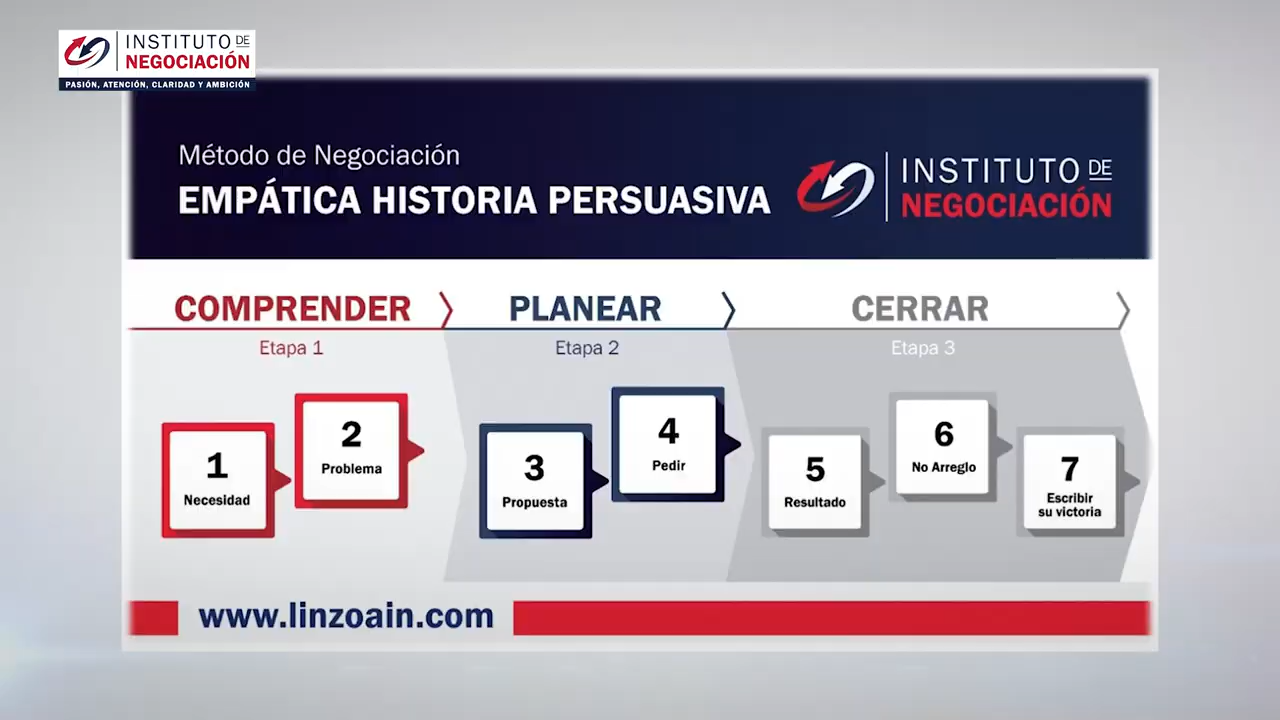 INSTITUTO DE
NEGOCIACIÓN
PASIÓN, ATENCIÓN, CLARIDAD Y AMBICIÓN
Método de Negociación
EMPÁTICA HISTORIA PERSUASIVA
INSTITUTO DE
NEGOCIACIÓN
COMPRENDER
Etapa 1
PLANEAR
Etapa 2
CERRAR
Etapa 3
1
Necesidad
2
Problema
3
Propuesta
4
Pedir
5
Resultado
6
No Arreglo
7
Escribir
su victoria
www.linzoain.com